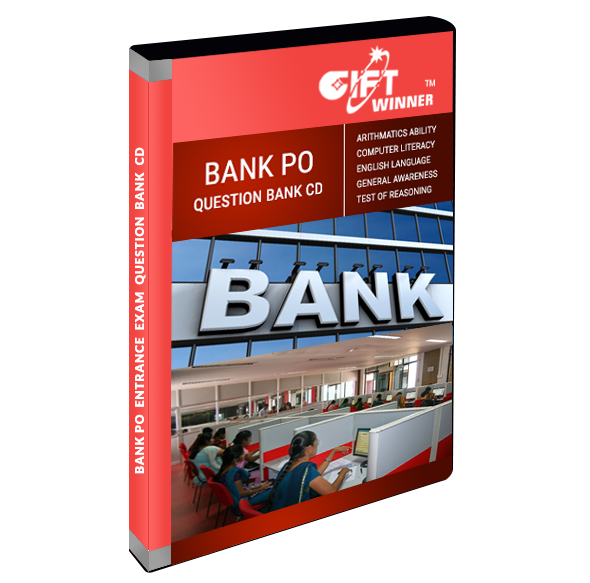 GIFT
WINNER
TM
BANK PO
QUESTION BANK CD
ARITHMATICS ABILITY
COMPUTER LITERACY
ENGLISH LANGUAGE
GENERAL AWARENESS
TEST OF REASONING
BANK
BANK PO ENTRANCE EXAM QUESTION BANK CD